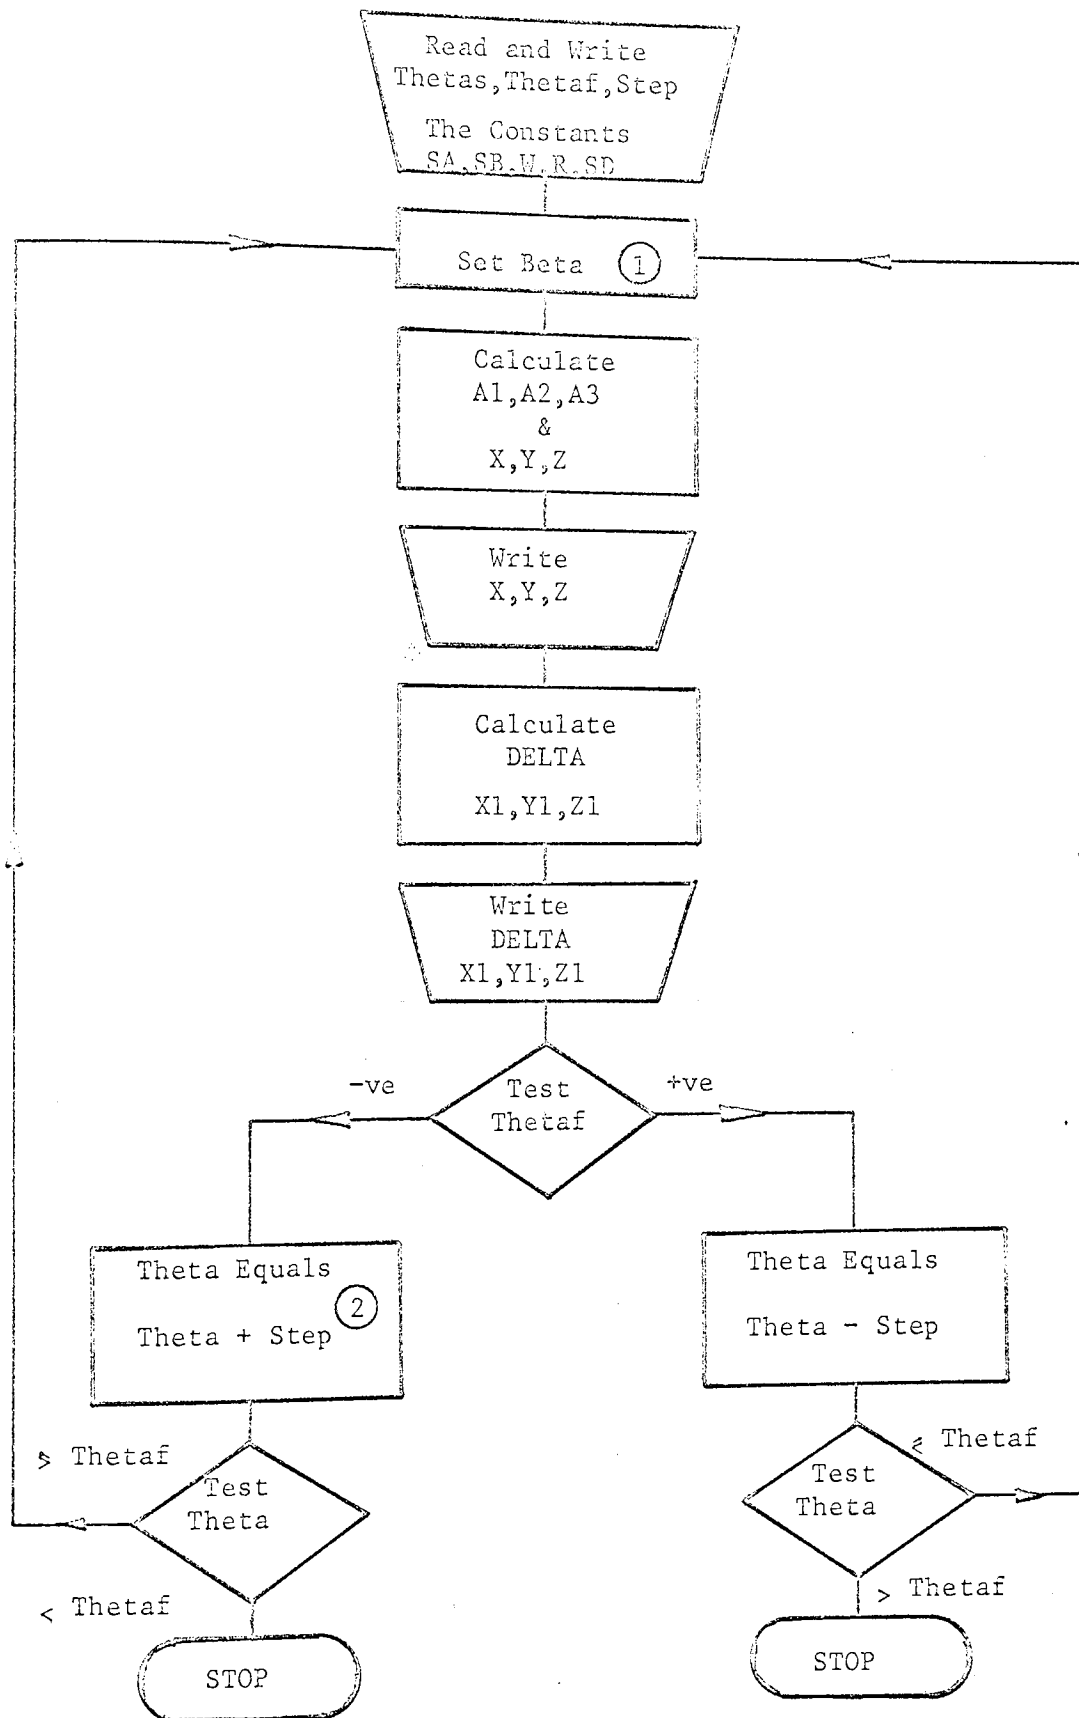 Read and Write
Thetas,Thetaf,Step
The Constants
SA,SB,W,R,SD
Set Beta 1
Calculate
A1,A2,A3
&
X,Y,Z
Write
X,Y,Z
Calculate
DELTA
X1,Y1,Z1
Write
DELTA
X1,Y1,Z1
Test
Thetaf
-ve
+ve
Theta Equals
2
Theta + Step
Theta Equals
Theta - Step
⩾ Thetaf
Test
Theta
< Thetaf
STOP
⩽ Thetaf
Test
Theta
> Thetaf
STOP